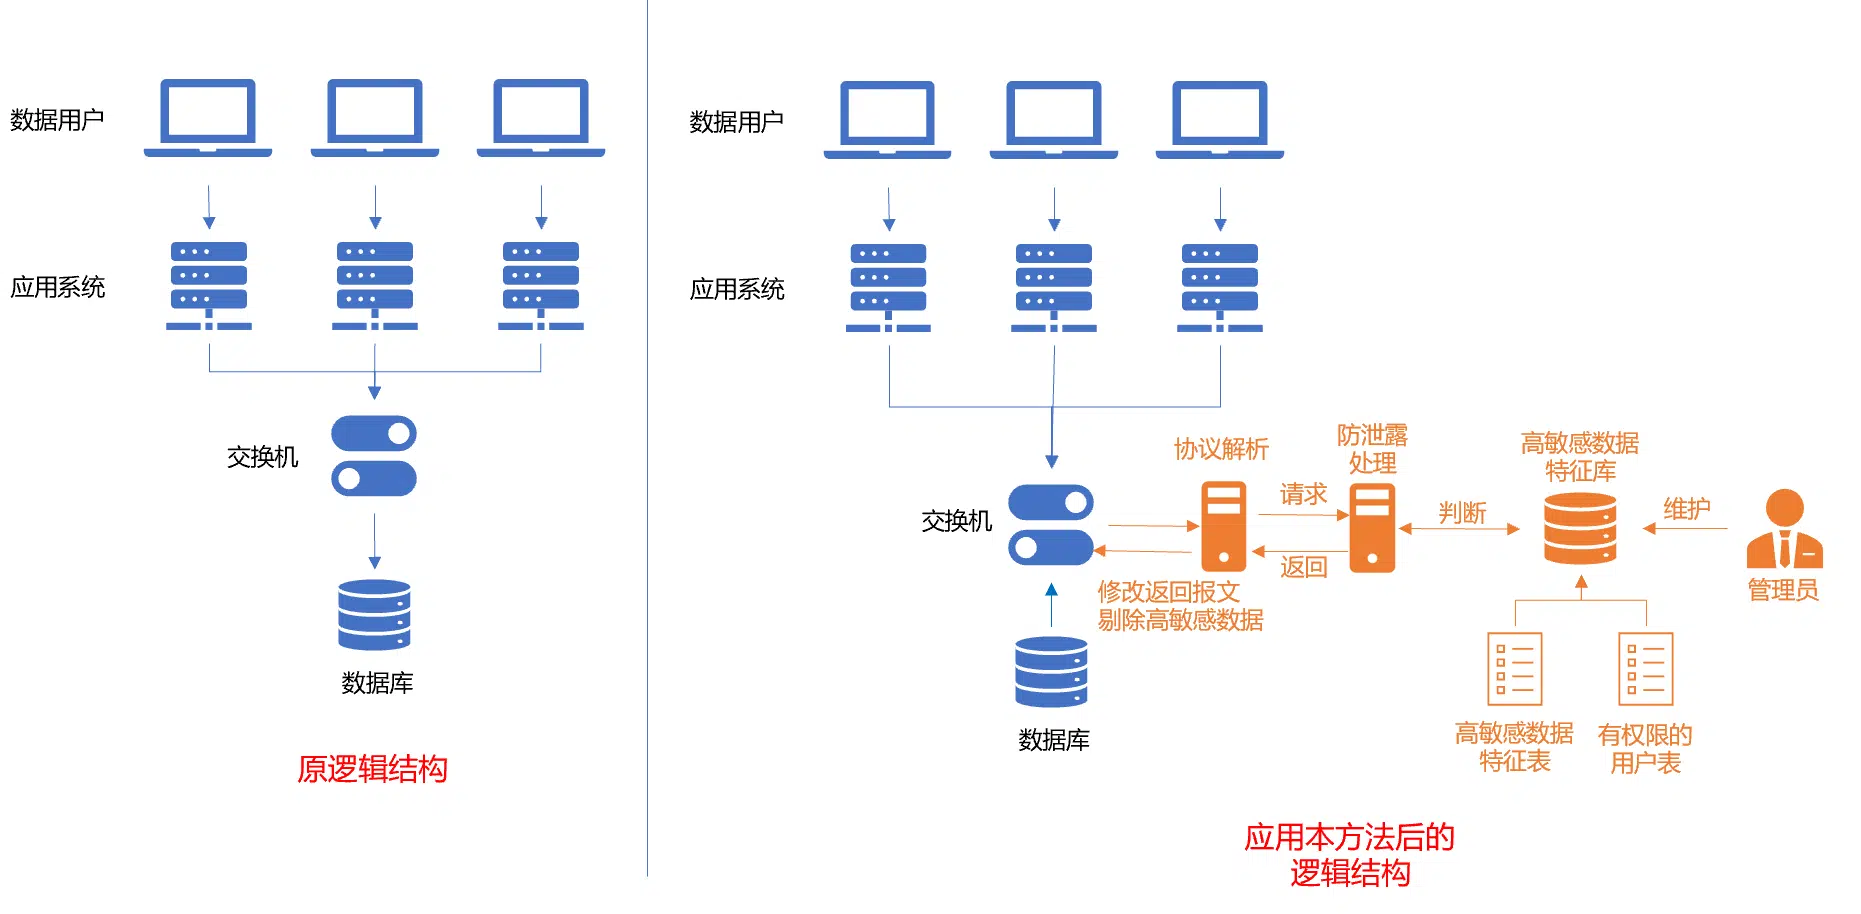 数据用户
应用系统
交换机
数据库
原逻辑结构
数据用户
应用系统
交换机
数据库
协议解析
请求
返回
防泄露
处理
判断
高敏感数据
特征库
维护
管理员
修改返回报文
剔除高敏感数据
高敏感数据
特征表
有权限的
用户表
应用本方法后的
逻辑结构